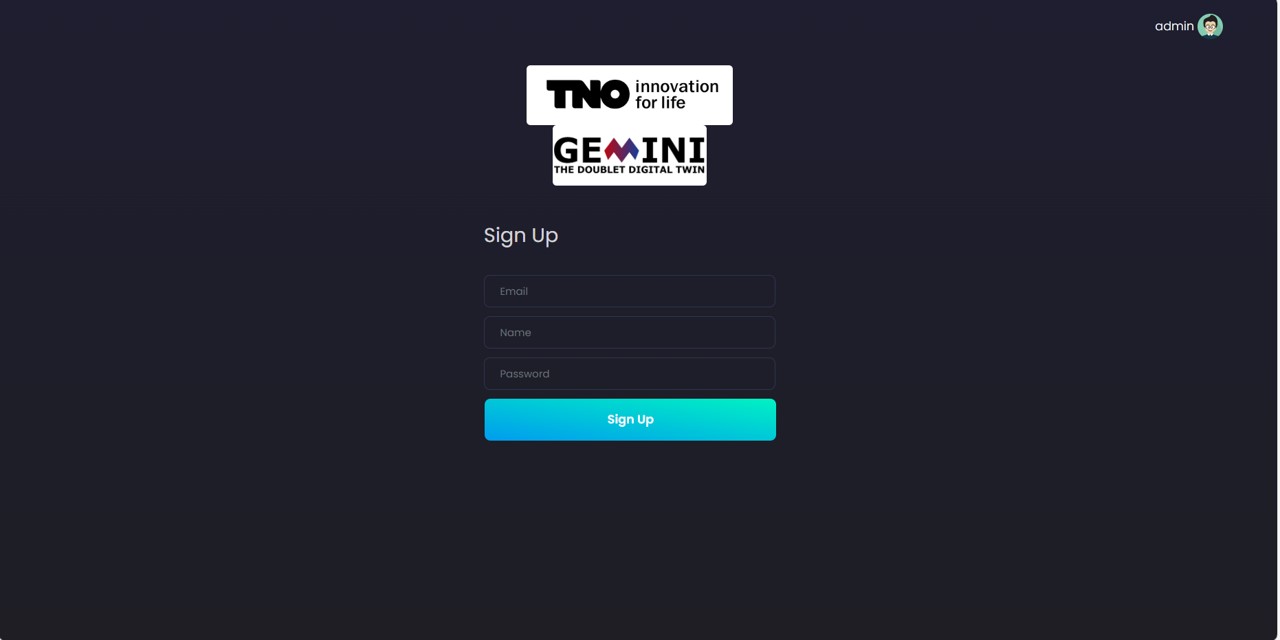 admin
TNO innovation
for life
GEMINI
THE DOUBLET DIGITAL TWIN
Sign Up
Email
Name
Password
Sign Up